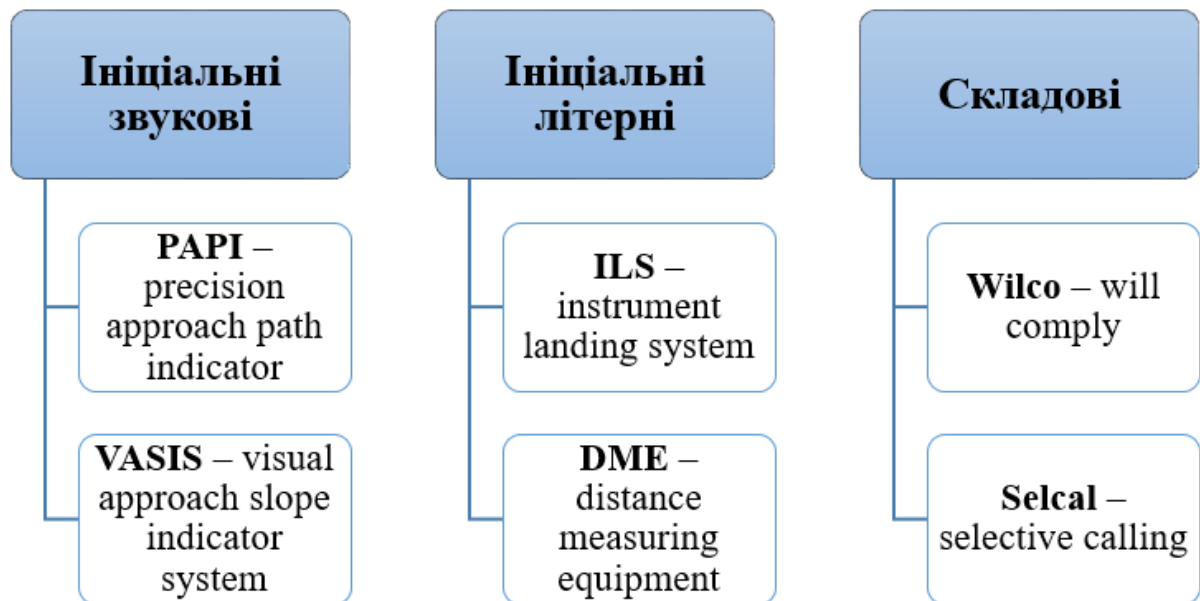 Ініціальні
звукові
PAPI –
precision
approach path
indicator
VASIS – visual
approach slope
indicator
system
Ініціальні
літерні
ILS –
instrument
landing system
DME –
distance
measuring
equipment
Складові
Wilco – will
comply
Selcal –
selective calling